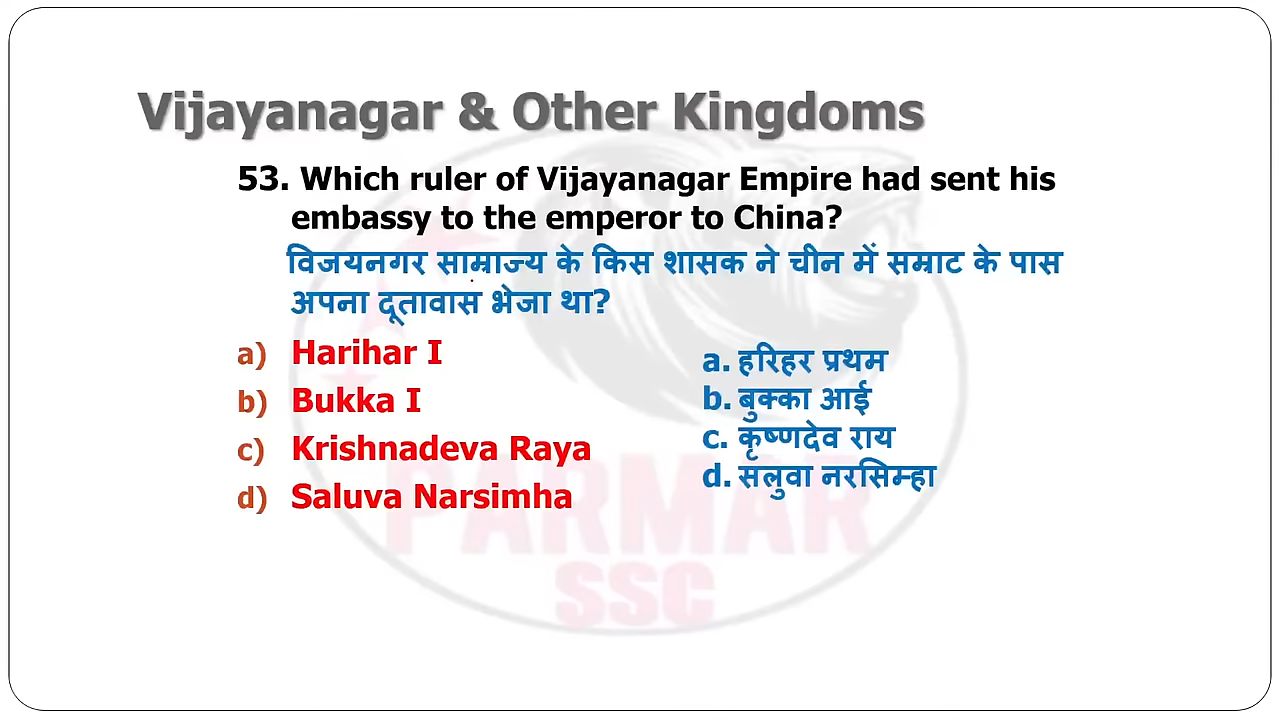 Vijayanagar & Other Kingdoms
53. Which ruler of Vijayanagar Empire had sent his
embassy to the emperor to China?
विजयनगर साम्राज्य के किस शासक ने चीन में सम्राट के पास
अपना दूतावास भेजा था?
a) Harihar I
b) Bukka I
c) Krishnadeva Raya
d) Saluva Narsimha
a. हरिहर प्रथम
b. बुक्का आई
c. कृष्णदेव राय
d. सलुवा नरसिम्हा
PARMAR
SSC